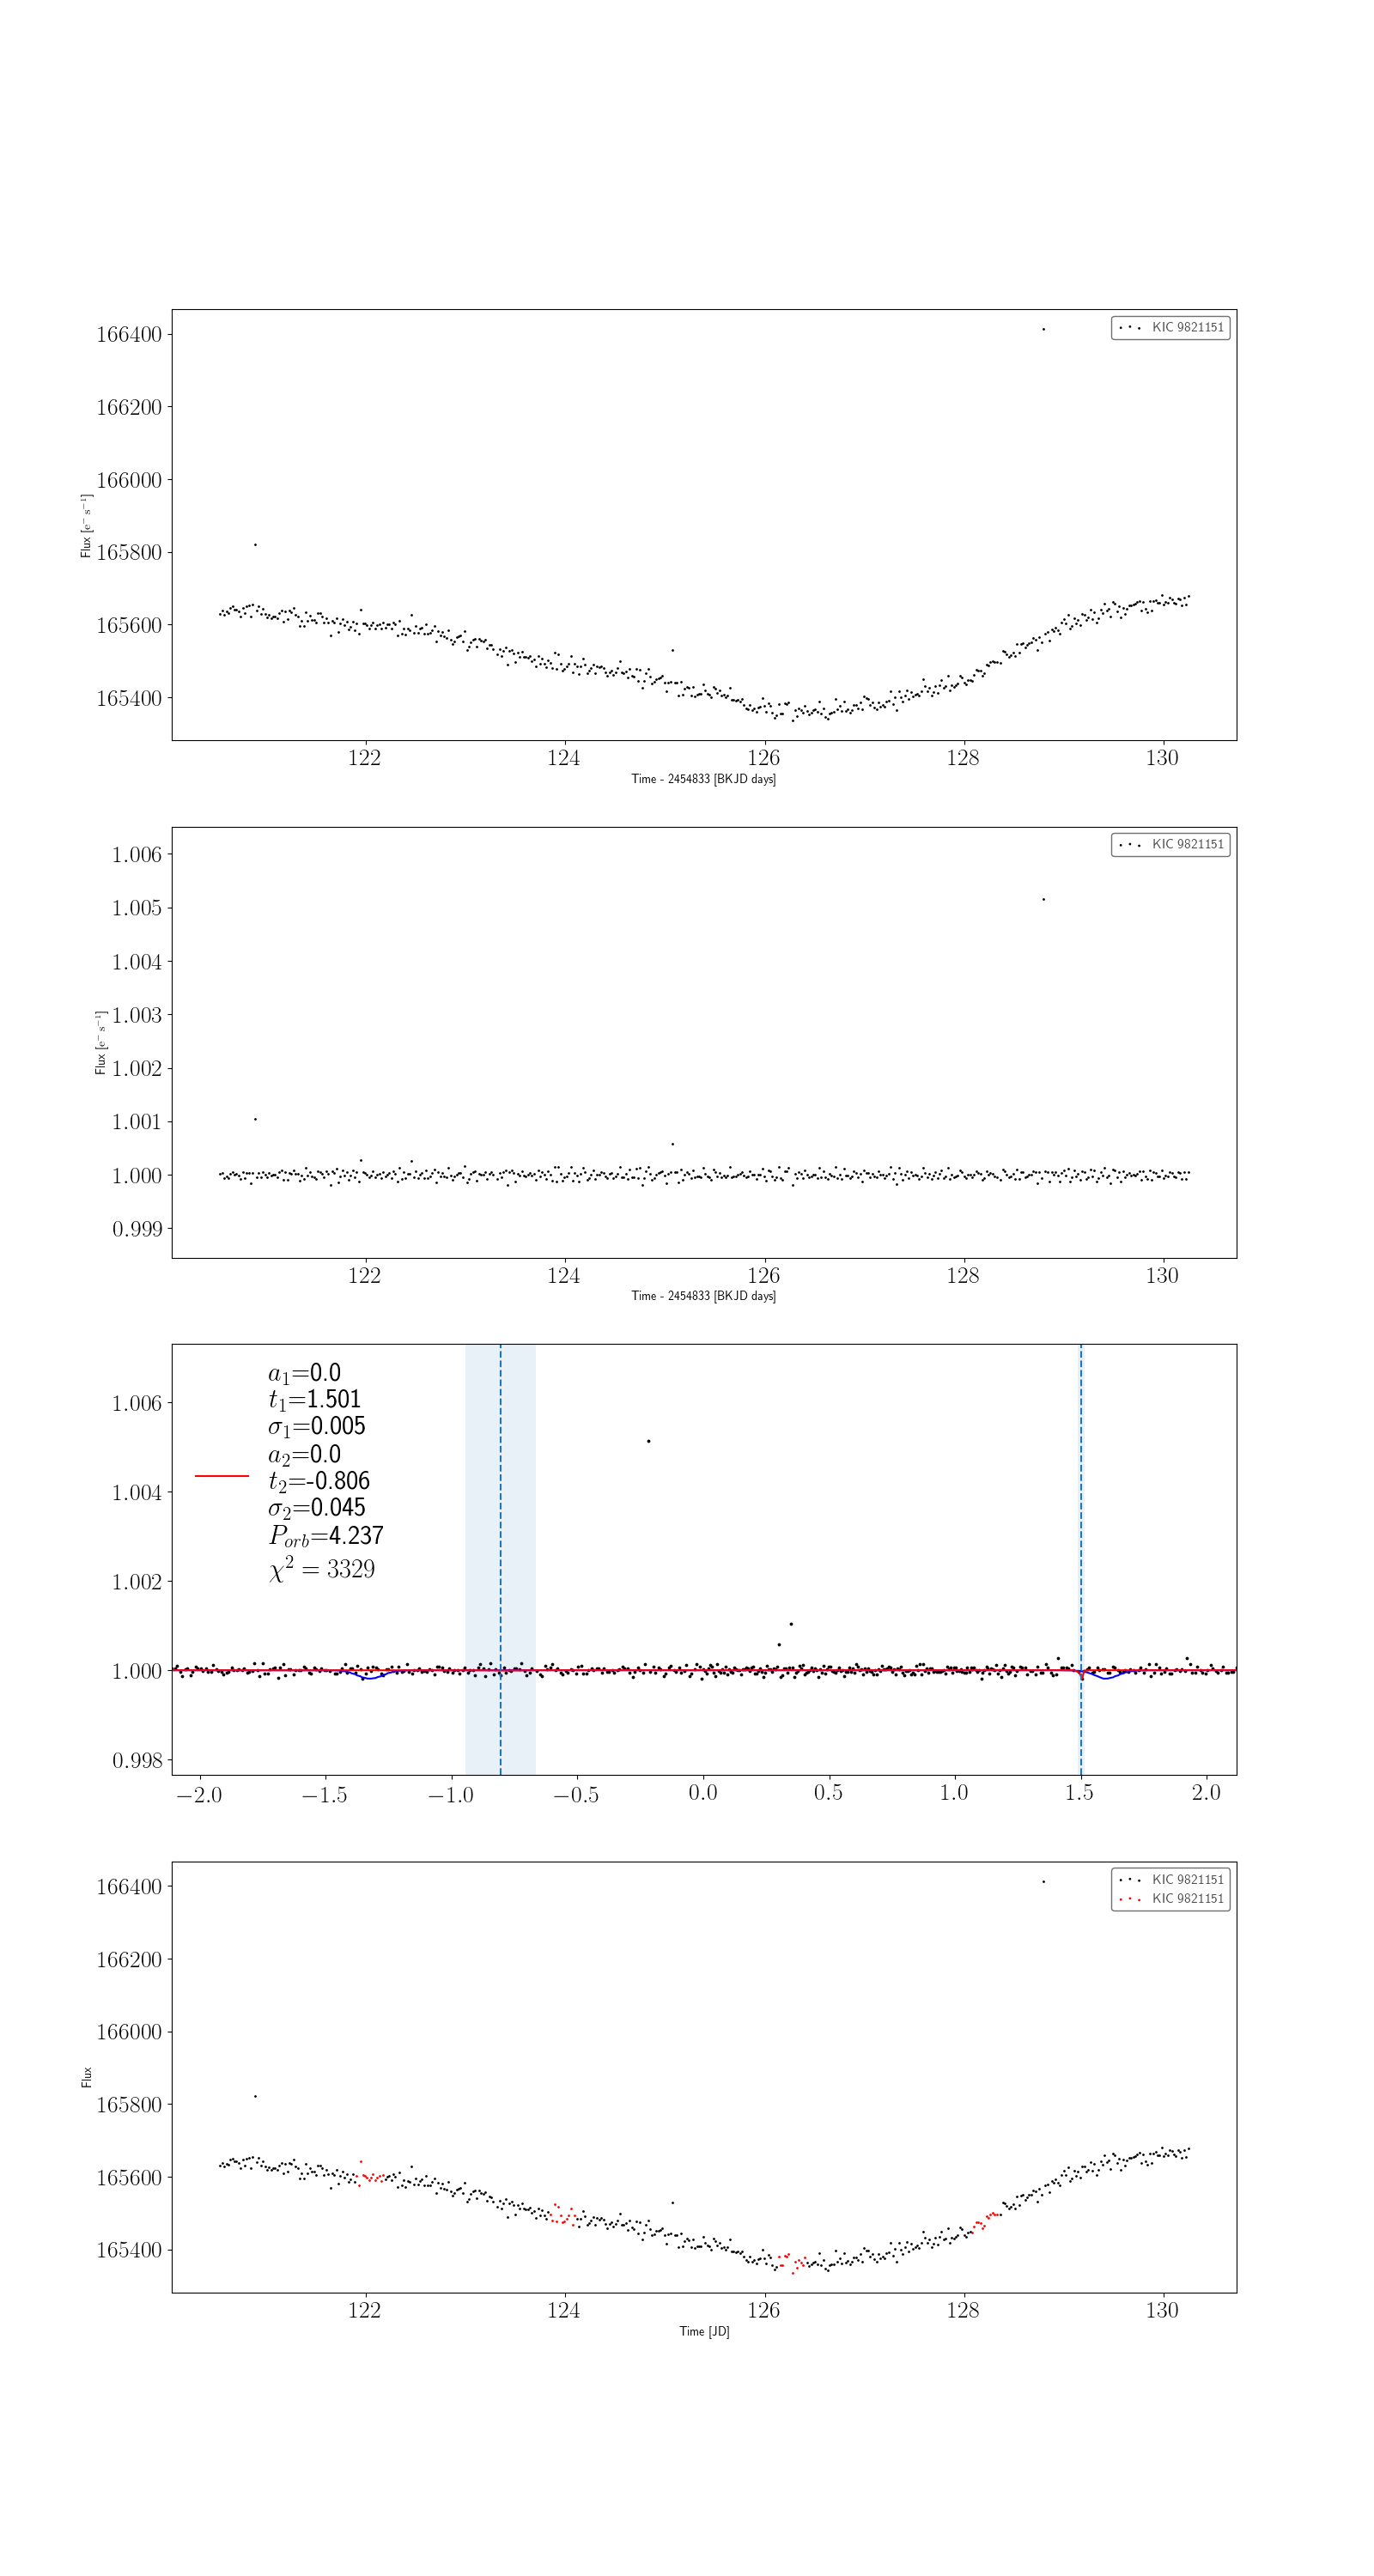 166400
166200
166000
165800
165600
165400
Flux [e⁻ s⁻¹]
KIC 9821151
122 124 126 128 130
Time - 2454833 [BKJD days]
1.006
1.005
1.004
1.003
1.002
1.001
1.000
0.999
Flux [e⁻ s⁻¹]
KIC 9821151
122 124 126 128 130
Time - 2454833 [BKJD days]
1.006
1.004
1.002
1.000
0.998
a₁=0.0
t₁=1.501
σ₁=0.005
a₂=0.0
t₂=-0.806
σ₂=0.045
P_orb=4.237
χ² = 3329
−2.0 −1.5 −1.0 −0.5 0.0 0.5 1.0 1.5 2.0
166400
166200
166000
165800
165600
165400
Flux
KIC 9821151
KIC 9821151
122 124 126 128 130
Time [JD]